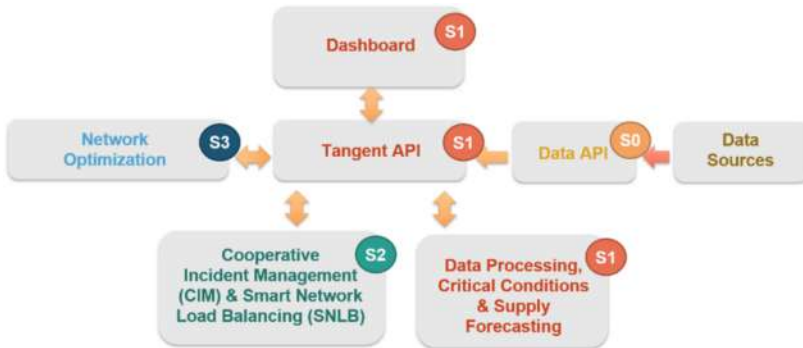 Dashboard
S1
Network
Optimization
S3
Tangent API
S1
Data API
S0
Data
Sources
Cooperative
Incident Management
(CIM) & Smart Network
Load Balancing (SNLB)
S2
Data Processing,
Critical Conditions
& Supply
Forecasting
S1